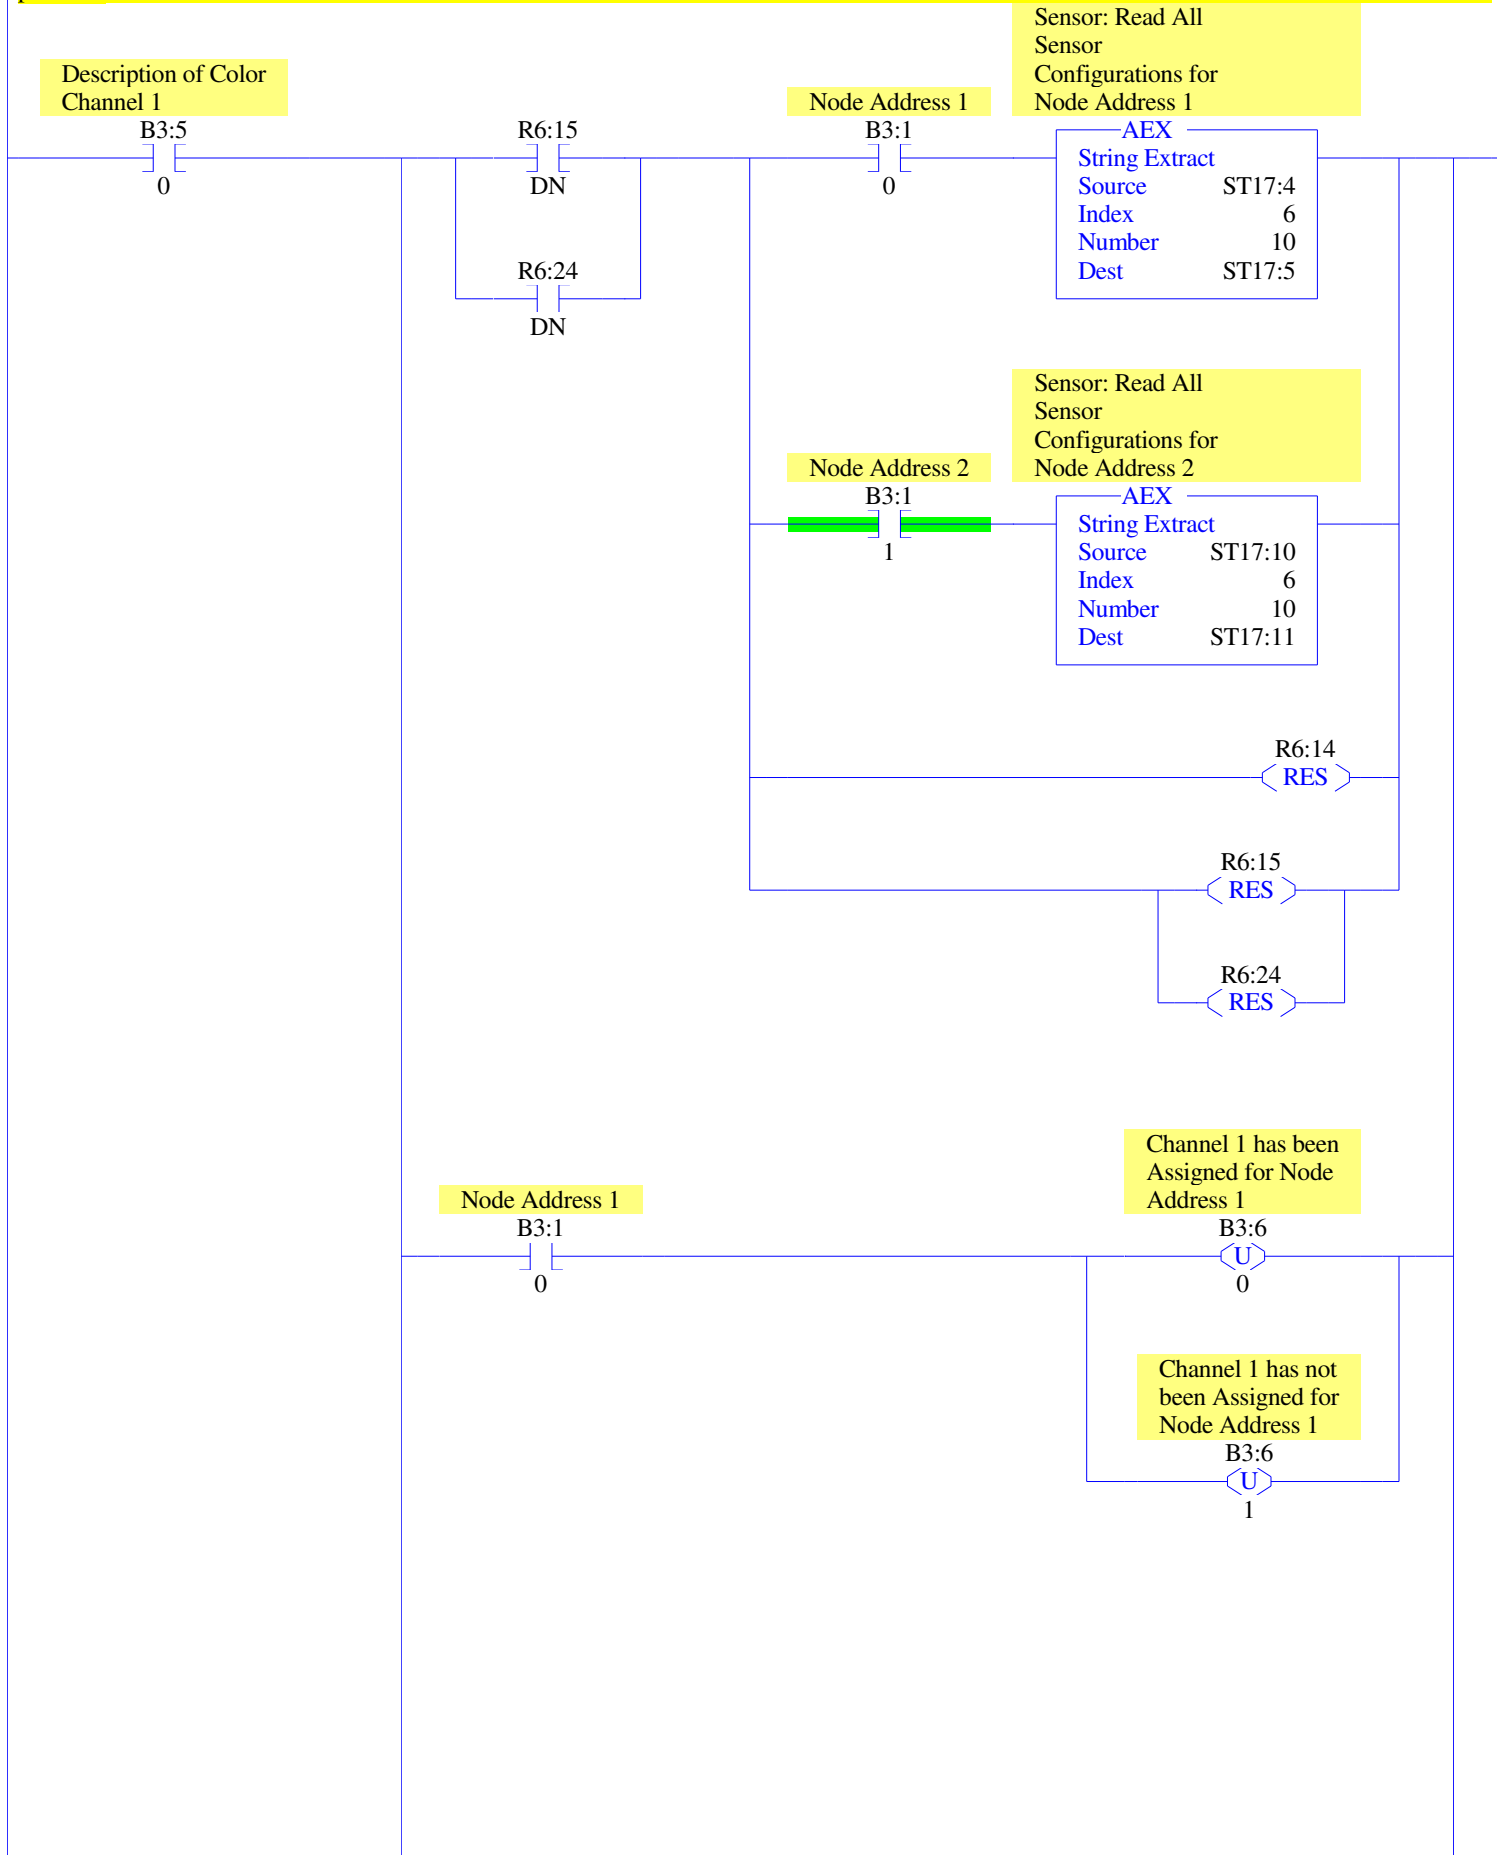 Sensor: Read All
Sensor
Configurations for
Node Address 1
Description of Color
Channel 1
Node Address 1
B3:5
R6:15
B3:1
AEX
String Extract
0
DN
0
Source ST17:4
Index 6
Number 10
Dest ST17:5
R6:24
DN
Sensor: Read All
Sensor
Configurations for
Node Address 2
Node Address 2
B3:1
AEX
String Extract
1
Source ST17:10
Index 6
Number 10
Dest ST17:11
R6:14
RES
R6:15
RES
R6:24
RES
Channel 1 has been
Assigned for Node
Address 1
Node Address 1
B3:1
B3:6
U
0
0
Channel 1 has not
been Assigned for
Node Address 1
B3:6
U
1